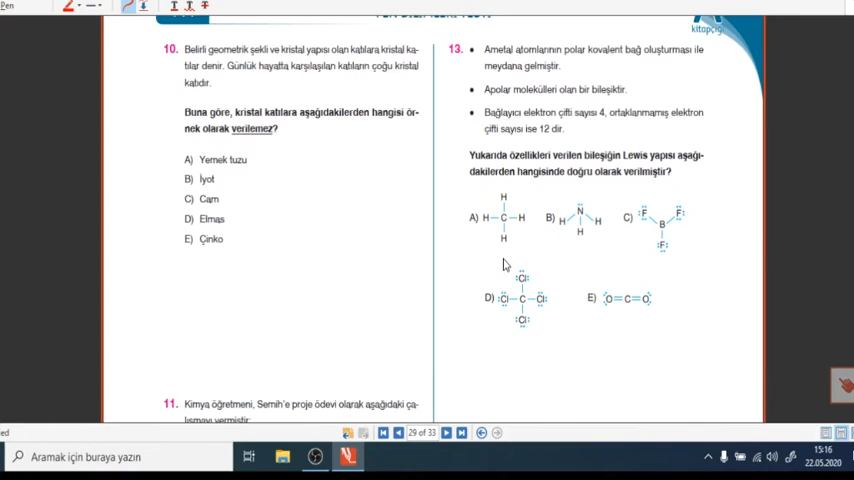 Pen
kitapçığı
10. Belirli geometrik şekli ve kristal yapısı olan katılara kristal ka-
tılar denir. Günlük hayatta karşılaşılan katıların çoğu kristal
katıdır.
Buna göre, kristal katılara aşağıdakilerden hangisi ör-
nek olarak verilemez?
A) Yemek tuzu
B) İyot
C) Cam
D) Elmas
E) Çinko
11. Kimya öğretmeni, Semih'e proje ödevi olarak aşağıdaki ça-
lışmayı vermiştir:
13. • Ametal atomlarının polar kovalent bağ oluşturması ile
meydana gelmiştir.
• Apolar molekülleri olan bir bileşiktir.
• Bağlayıcı elektron çifti sayısı 4, ortaklanmamış elektron
çifti sayısı ise 12 dir.
Yukarıda özellikleri verilen bileşiğin Lewis yapısı aşağı-
dakilerden hangisinde doğru olarak verilmiştir?
H
A) H C H
H
B) H N H
H
C) F B F
F
Cl
D) Cl C Cl
Cl
E) O=C=O
29 of 33
Aramak için buraya yazın
15:16
22.05.2020